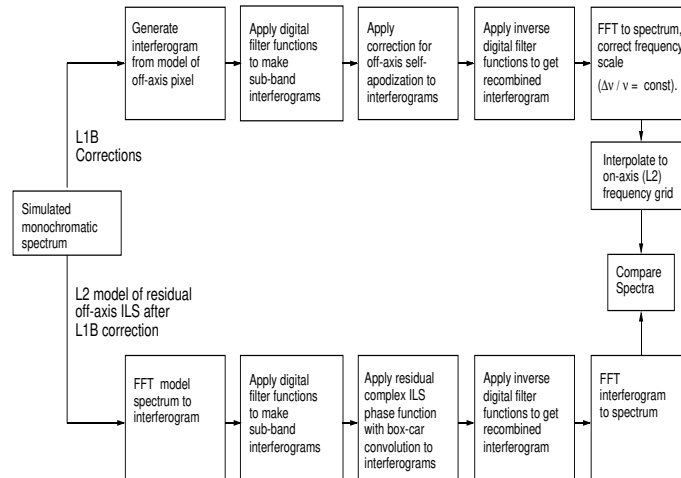 Generate
interferogram
from model of
off-axis pixel
Apply digital
filter functions
to make
sub-band
interferograms
Apply
correction for
off-axis self-
apodization to
interferograms
Apply inverse
digital filter
functions to get
recombined
interferogram
FFT to spectrum,
correct frequency
scale
(Δν / ν = const).
L1B
Corrections
Interpolate to
on-axis (L2)
frequency grid
Simulated
monochromatic
spectrum
Compare
Spectra
L2 model of residual
off-axis ILS after
L1B correction
FFT model
spectrum to
interferogram
Apply digital
filter functions
to make
sub-band
interferograms
Apply residual
complex ILS
phase function
with box-car
convolution to
interferograms
Apply inverse
digital filter
functions to get
recombined
interferogram
FFT
interferogram
to spectrum